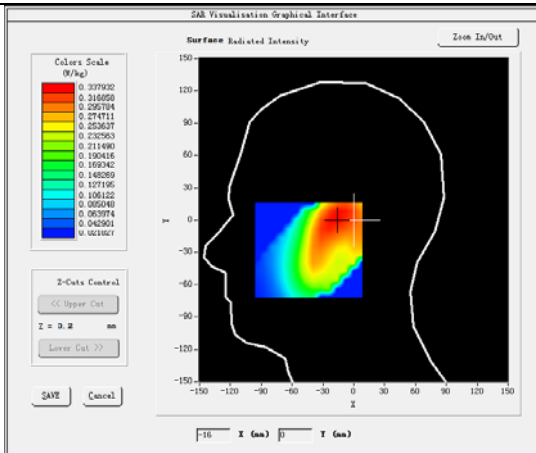 SAR Visualisation Graphical Interface
Surface Radiated Intensity
Zoom In/Out
Colors Scale
(W/kg)
0.337932
0.316858
0.295784
0.274711
0.253637
0.232563
0.211490
0.190416
0.169342
0.148269
0.127195
0.106122
0.085048
0.063974
0.042901
0.021827
150
120
90
60
30
0
-30
-60
-90
-120
-150
Y
-150 -120 -90 -60 -30 0 30 60 90 120 150
X
Z-Cuts Control
<< Upper Cut
Z = 0.2 mm
Lower Cut >>
SAVE Cancel
-16 X (mm) 0 Y (mm)